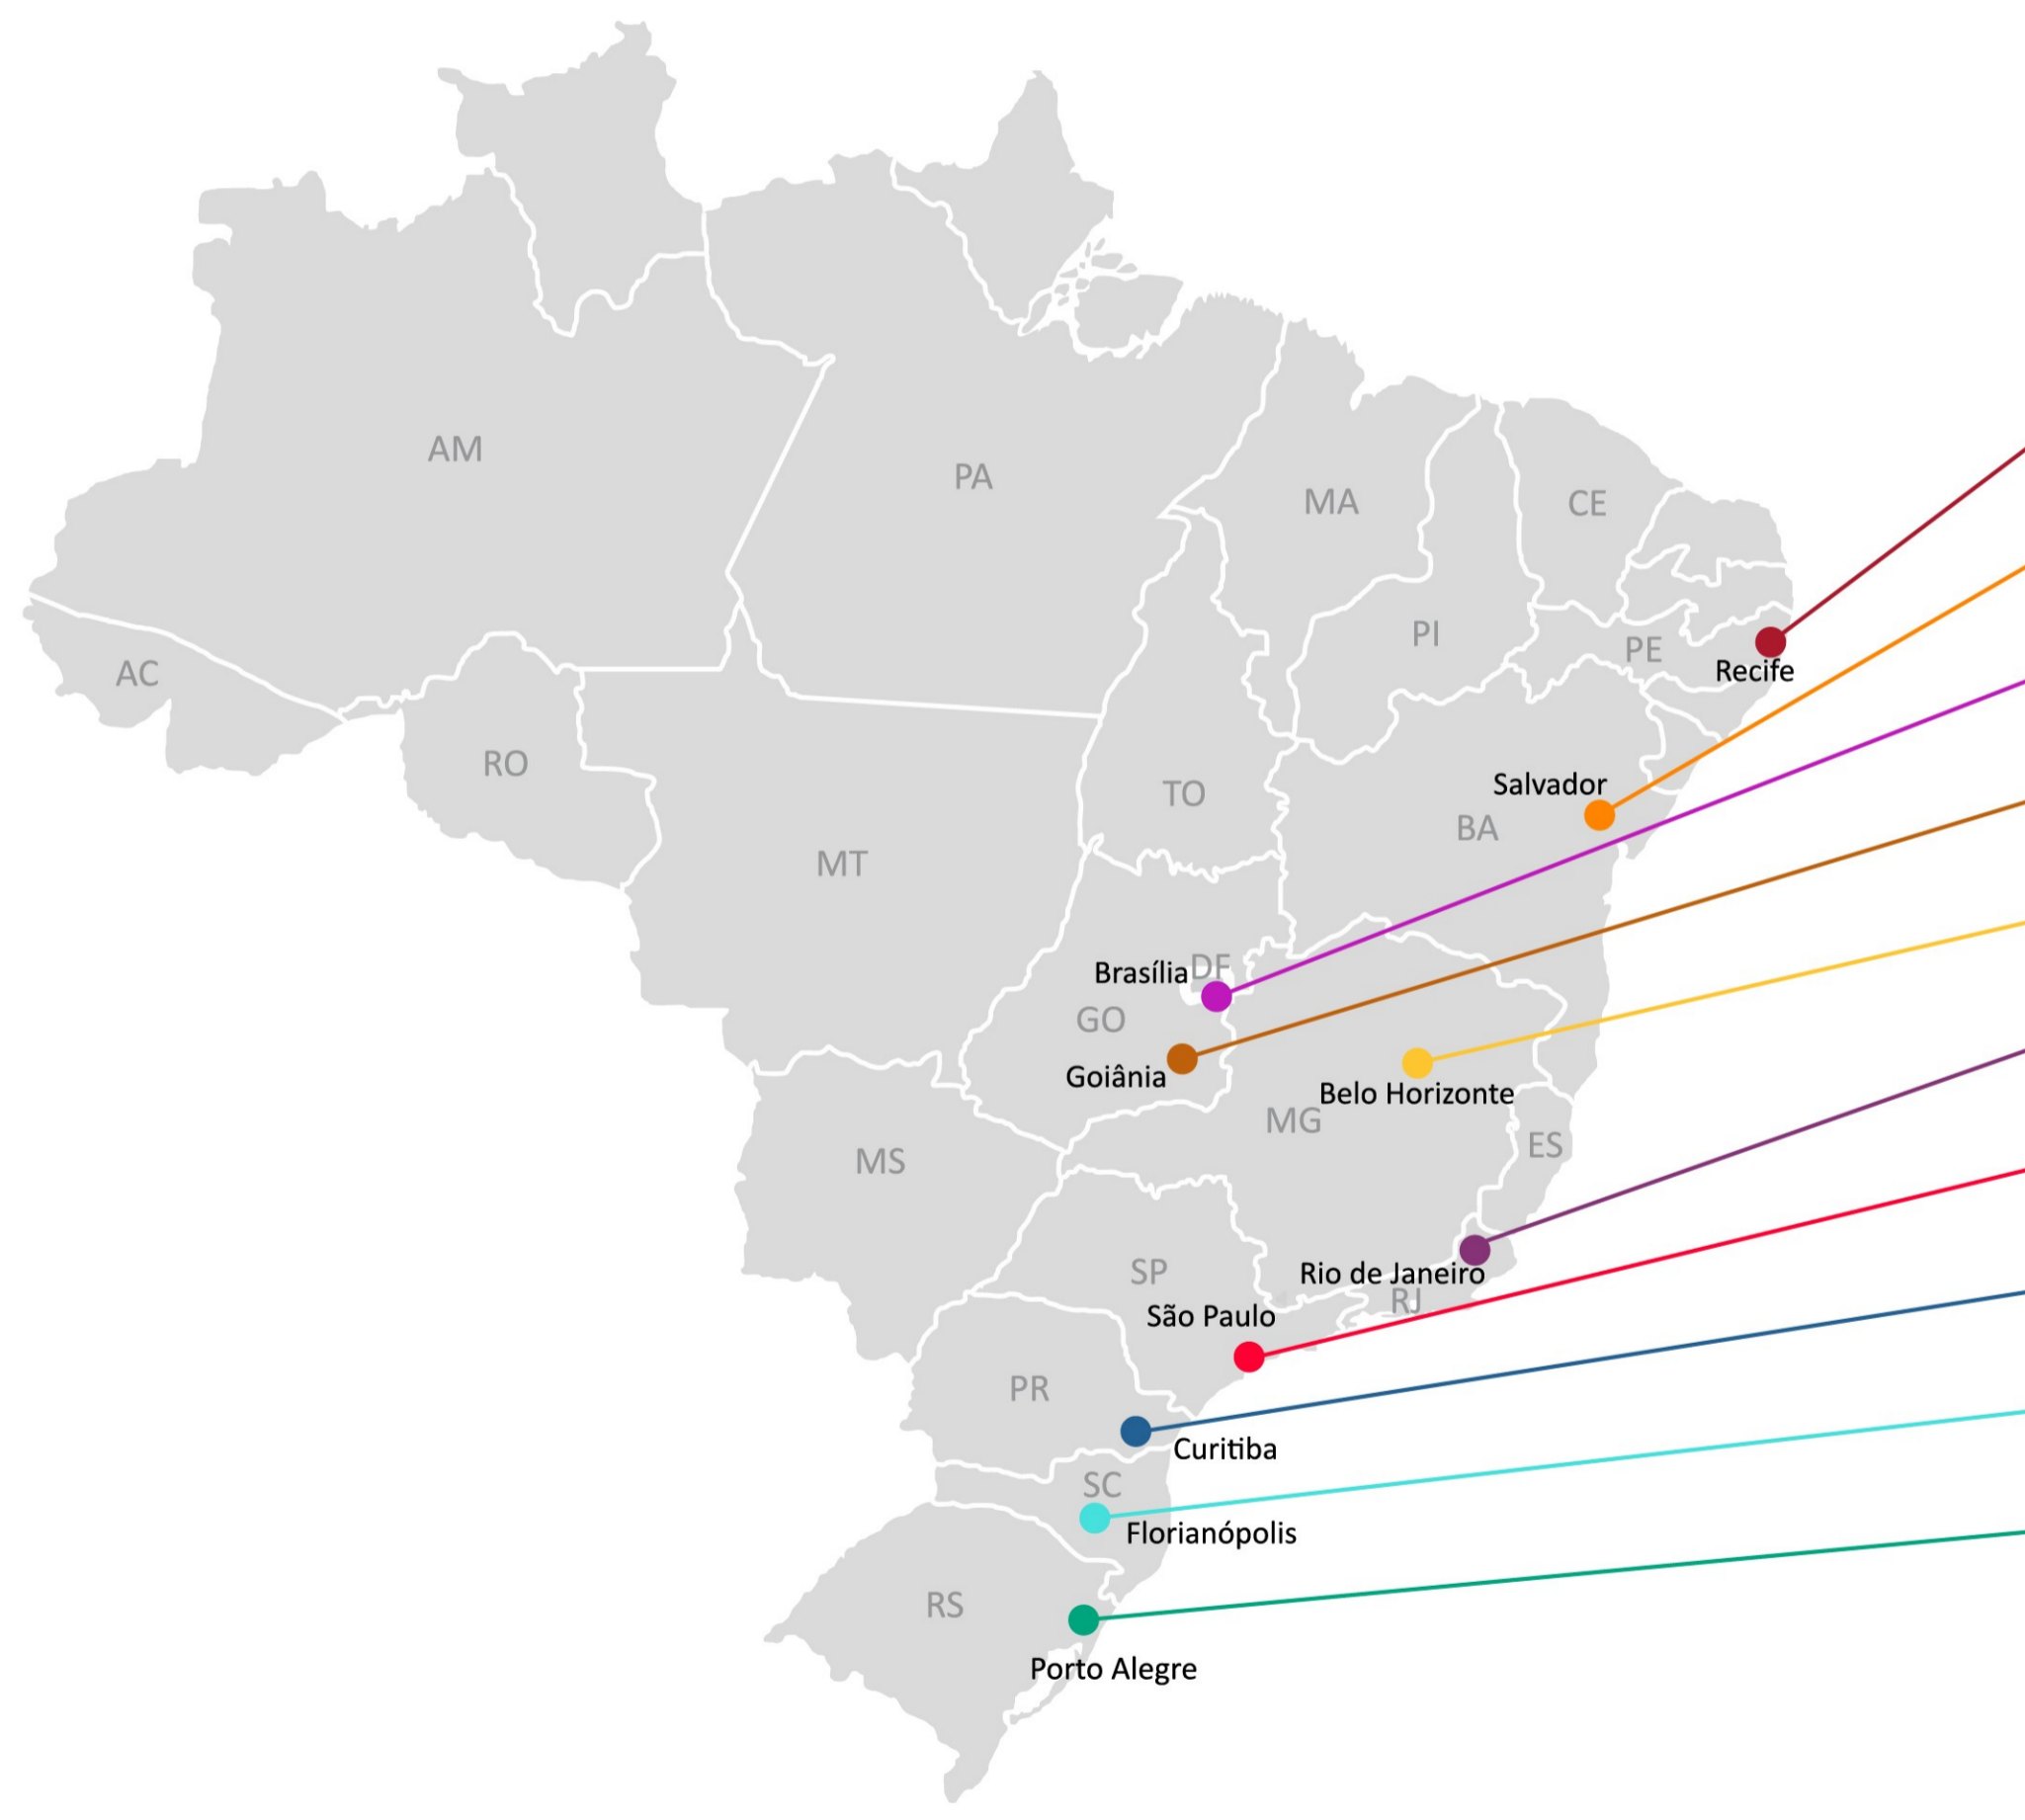 AM
PA
MA
CE
PI
PE
Recife
AC
RO
TO
Salvador
BA
MT
Brasília
DF
GO
Goiânia
Belo Horizonte
MG
ES
MS
SP
Rio de Janeiro
RJ
São Paulo
PR
Curitiba
SC
Florianópolis
RS
Porto Alegre